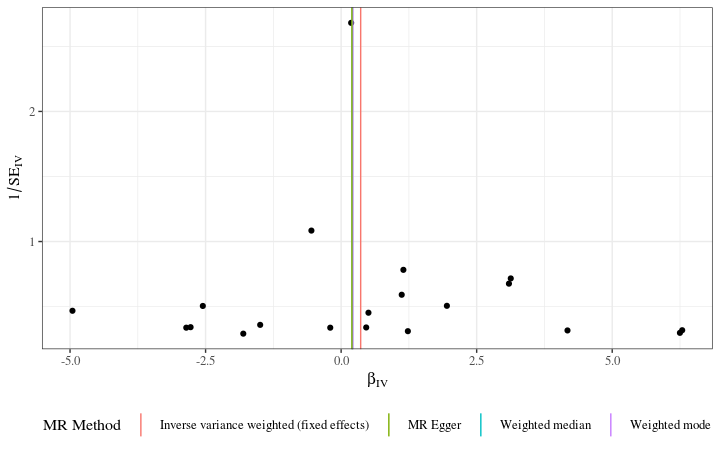 2
1
1/SE_IV
-5.0 -2.5 0.0 2.5 5.0
β_IV
MR Method Inverse variance weighted (fixed effects) MR Egger Weighted median Weighted mode